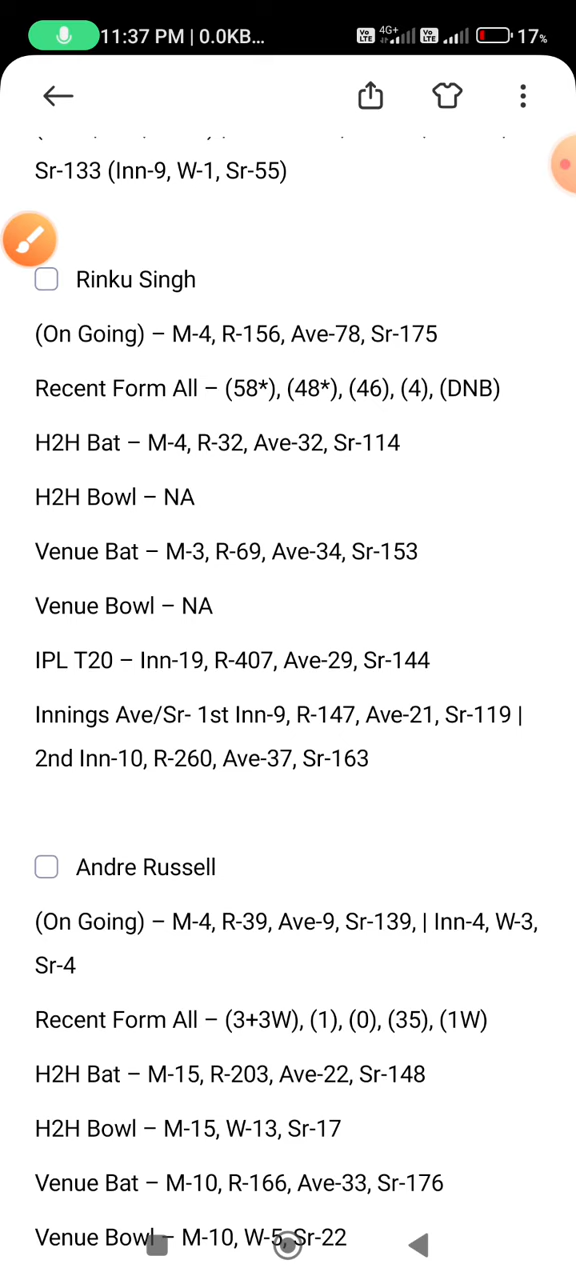 11:37 PM | 0.0KB... Vo LTE 4G+ Vo LTE 17%
Sr-133 (Inn-9, W-1, Sr-55)
Rinku Singh
(On Going) – M-4, R-156, Ave-78, Sr-175
Recent Form All – (58*), (48*), (46), (4), (DNB)
H2H Bat – M-4, R-32, Ave-32, Sr-114
H2H Bowl – NA
Venue Bat – M-3, R-69, Ave-34, Sr-153
Venue Bowl – NA
IPL T20 – Inn-19, R-407, Ave-29, Sr-144
Innings Ave/Sr- 1st Inn-9, R-147, Ave-21, Sr-119 |
2nd Inn-10, R-260, Ave-37, Sr-163
Andre Russell
(On Going) – M-4, R-39, Ave-9, Sr-139, | Inn-4, W-3,
Sr-4
Recent Form All – (3+3W), (1), (0), (35), (1W)
H2H Bat – M-15, R-203, Ave-22, Sr-148
H2H Bowl – M-15, W-13, Sr-17
Venue Bat – M-10, R-166, Ave-33, Sr-176
Venue Bowl – M-10, W-5, Sr-22